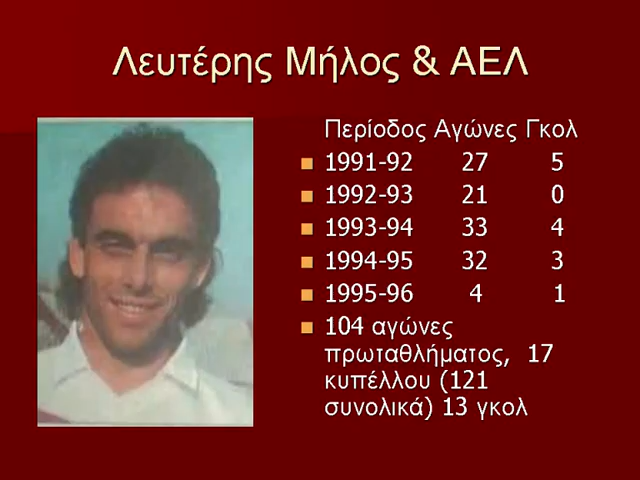 Λευτέρης Μήλος & ΑΕΛ
Περίοδος Αγώνες Γκολ
1991-92 27 5
1992-93 21 0
1993-94 33 4
1994-95 32 3
1995-96 4 1
104 αγώνες
πρωταθλήματος, 17
κυπέλλου (121
συνολικά) 13 γκολ